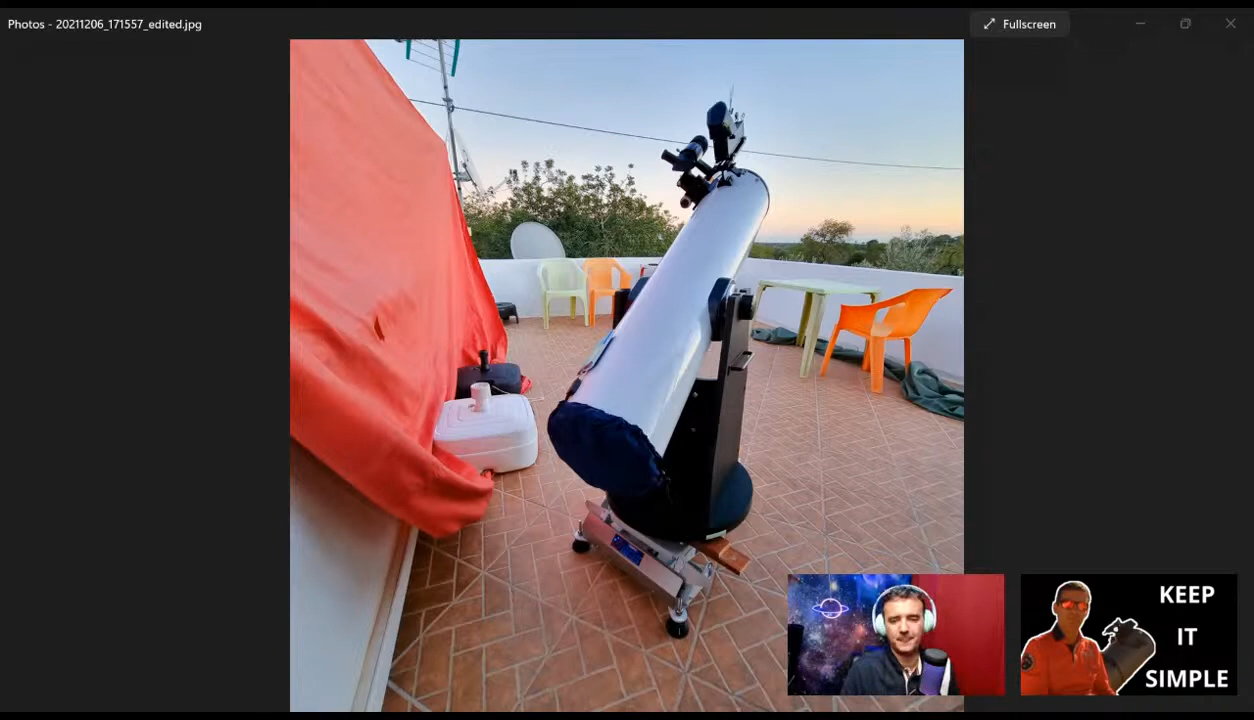 Photos - 20211206_171557_edited.jpg
Fullscreen
KEEP
IT
SIMPLE